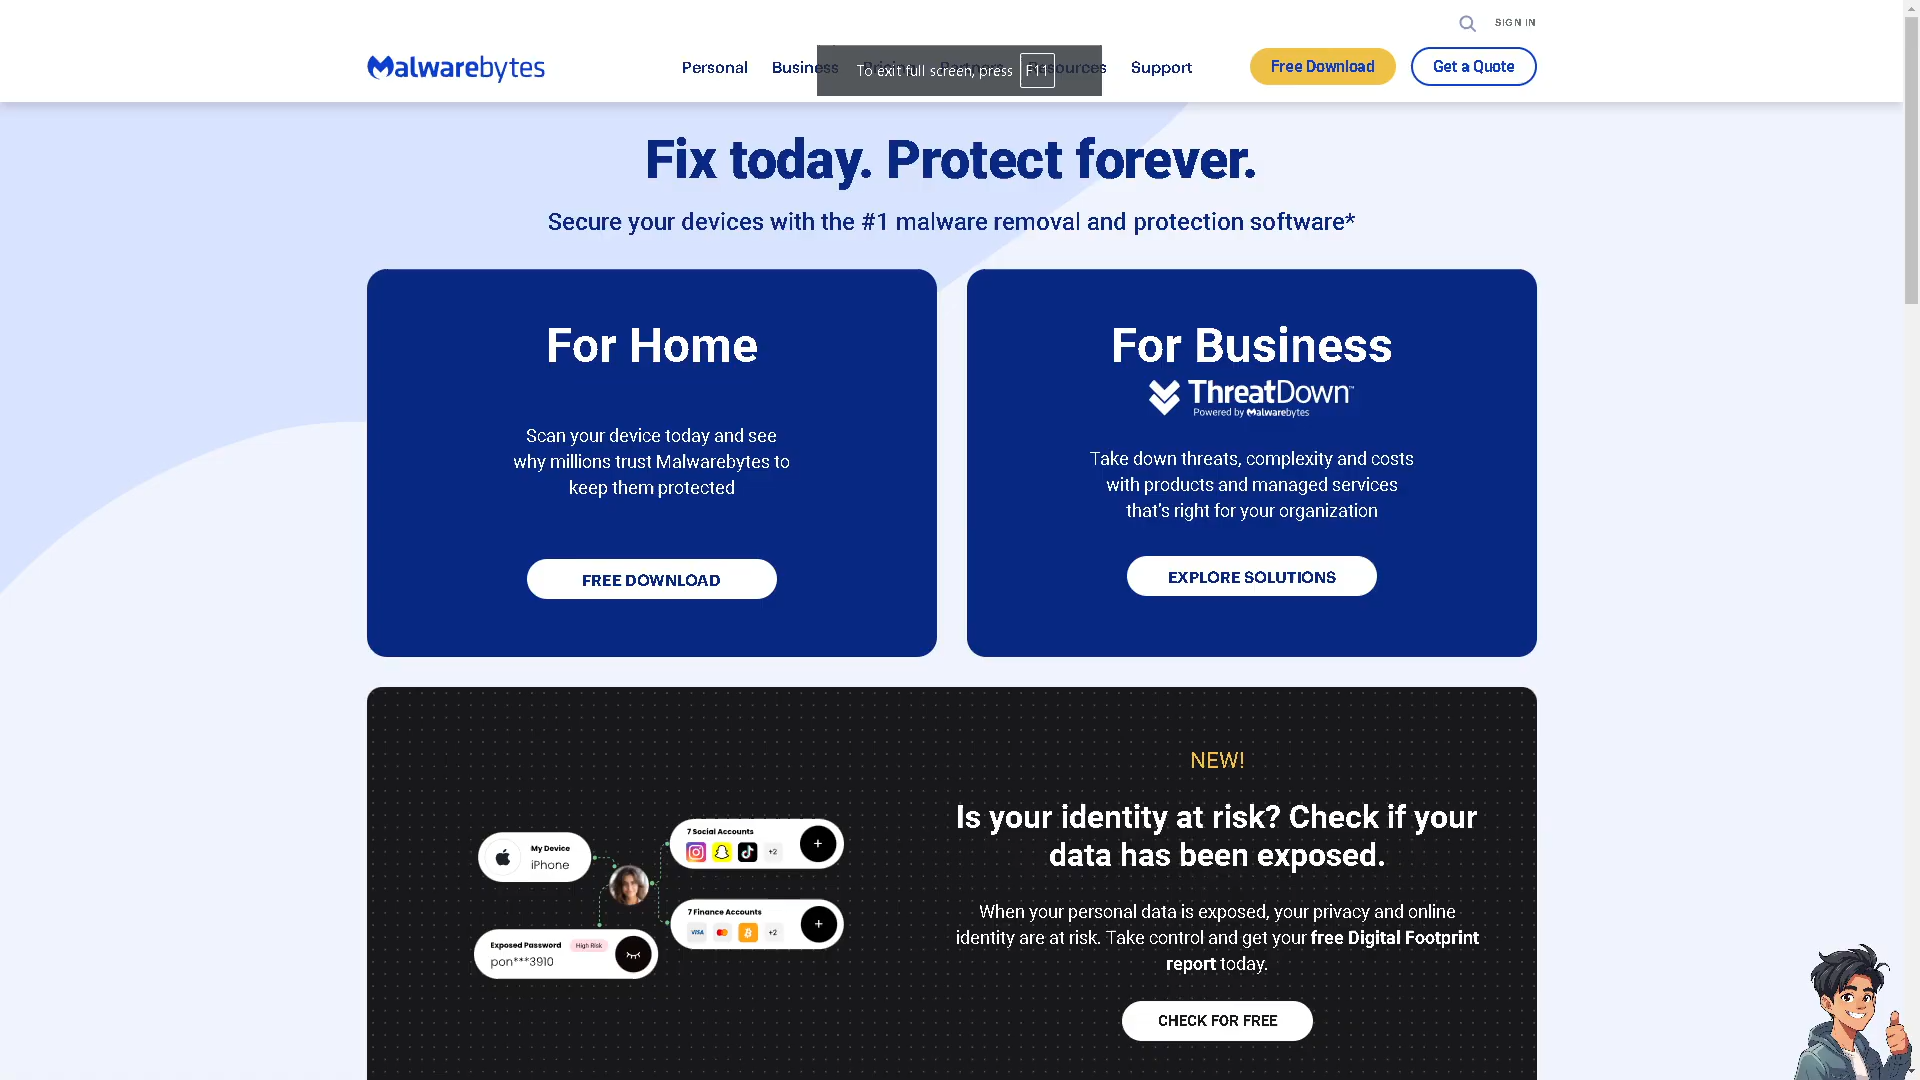 SIGN IN
Malwarebytes
Personal
Business
Resources
Support
Free Download
Get a Quote
To exit full screen, press F11
Fix today. Protect forever.
Secure your devices with the #1 malware removal and protection software*
For Home
Scan your device today and see
why millions trust Malwarebytes to
keep them protected
FREE DOWNLOAD
For Business
ThreatDown™
Powered by Malwarebytes
Take down threats, complexity and costs
with products and managed services
that's right for your organization
EXPLORE SOLUTIONS
My Device
iPhone
7 Social Accounts
+2
+
7 Finance Accounts
VISA
+2
+
Exposed Password
High Risk
pon***3910
NEW!
Is your identity at risk? Check if your
data has been exposed.
When your personal data is exposed, your privacy and online
identity are at risk. Take control and get your free Digital Footprint
report today.
CHECK FOR FREE